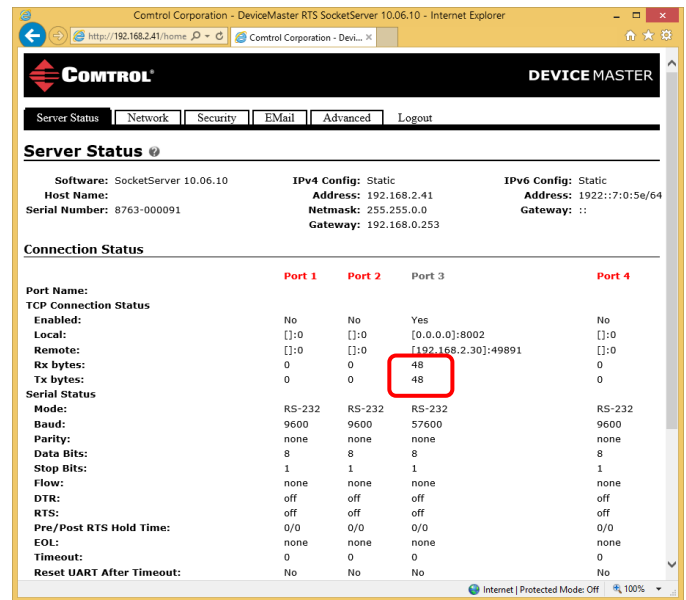 Comtrol Corporation - DeviceMaster RTS SocketServer 10.06.10 - Internet Explorer
http://192.168.2.41/home
Comtrol Corporation - Devi...
COMTROL®
DEVICEMASTER
Server Status Network Security EMail Advanced Logout
Server Status
Software: SocketServer 10.06.10 IPv4 Config: Static IPv6 Config: Static
Host Name: Address: 192.168.2.41 Address: 1922::7:0:5e/64
Serial Number: 8763-000091 Netmask: 255.255.0.0 Gateway: ::
Gateway: 192.168.0.253
Connection Status
Port 1 Port 2 Port 3 Port 4
Port Name:
TCP Connection Status
Enabled: No No Yes No
Local: []:0 []:0 [0.0.0.0]:8002 []:0
Remote: []:0 []:0 [192.168.2.30]:49891 []:0
Rx bytes: 0 0 48 0
Tx bytes: 0 0 48 0
Serial Status
Mode: RS-232 RS-232 RS-232 RS-232
Baud: 9600 9600 57600 9600
Parity: none none none none
Data Bits: 8 8 8 8
Stop Bits: 1 1 1 1
Flow: none none none none
DTR: off off off off
RTS: off off off off
Pre/Post RTS Hold Time: 0/0 0/0 0/0 0/0
EOL: none none none none
Timeout: 0 0 0 0
Reset UART After Timeout: No No No No
Internet | Protected Mode: Off 100%